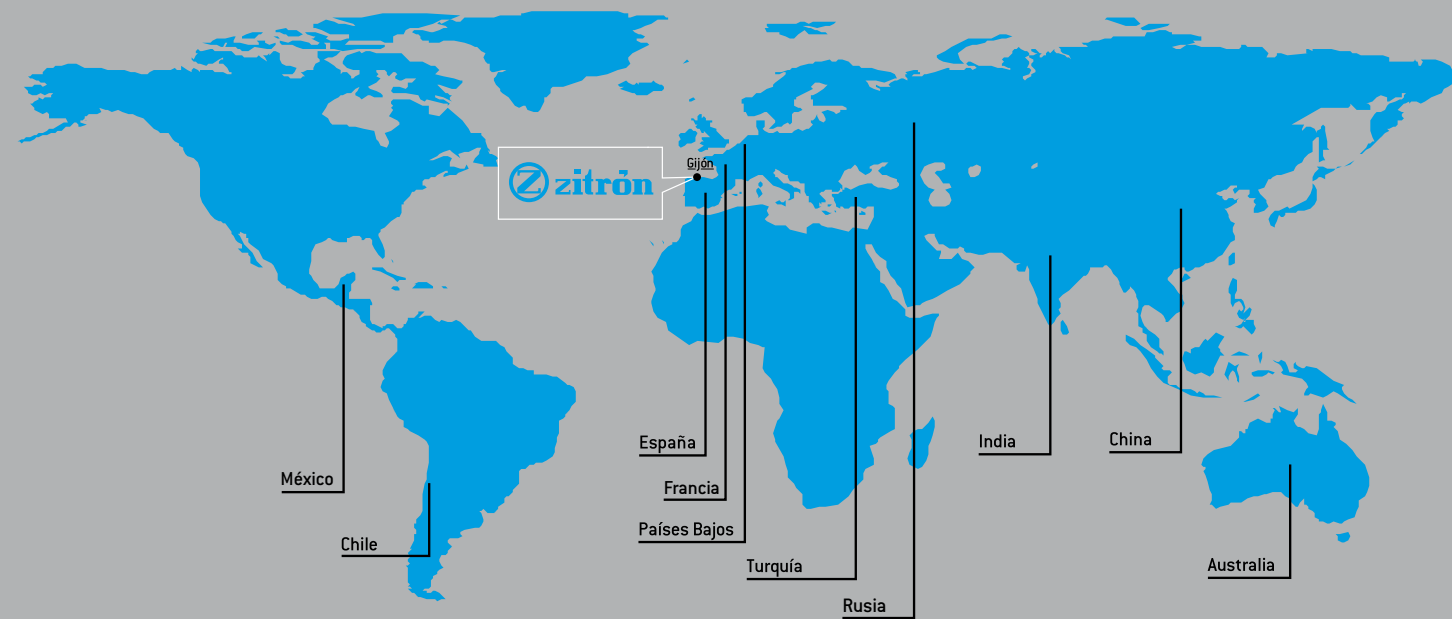 Gijón
zitrón
España
India
China
México
Francia
Países Bajos
Chile
Turquía
Australia
Rusia